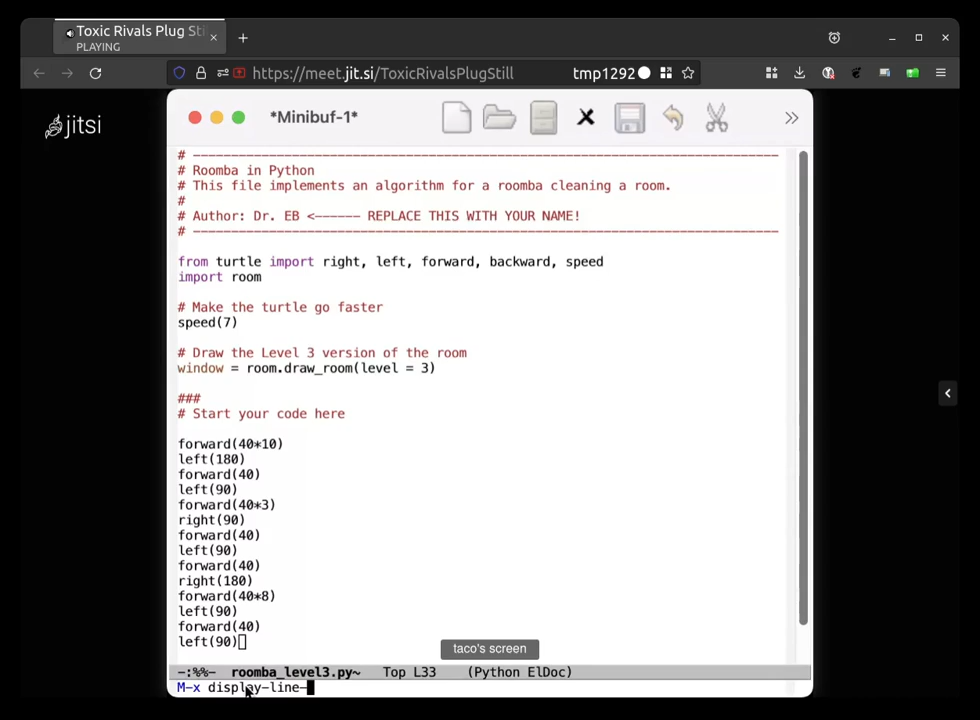 Toxic Rivals Plug Sti
PLAYING
https://meet.jit.si/ToxicRivalsPlugStill
tmp1292
jitsi
*Minibuf-1*
# -----------------------------------------------------------------------------
# Roomba in Python
# This file implements an algorithm for a roomba cleaning a room.
#
# Author: Dr. EB <------ REPLACE THIS WITH YOUR NAME!
# -----------------------------------------------------------------------------
from turtle import right, left, forward, backward, speed
import room
# Make the turtle go faster
speed(7)
# Draw the Level 3 version of the room
window = room.draw_room(level = 3)
###
# Start your code here
forward(40*10)
left(180)
forward(40)
left(90)
forward(40*3)
right(90)
forward(40)
left(90)
forward(40)
right(180)
forward(40*8)
left(90)
forward(40)
left(90)
taco's screen
-:%%- roomba_level3.py~ Top L33 (Python ElDoc)
M-x display-line-